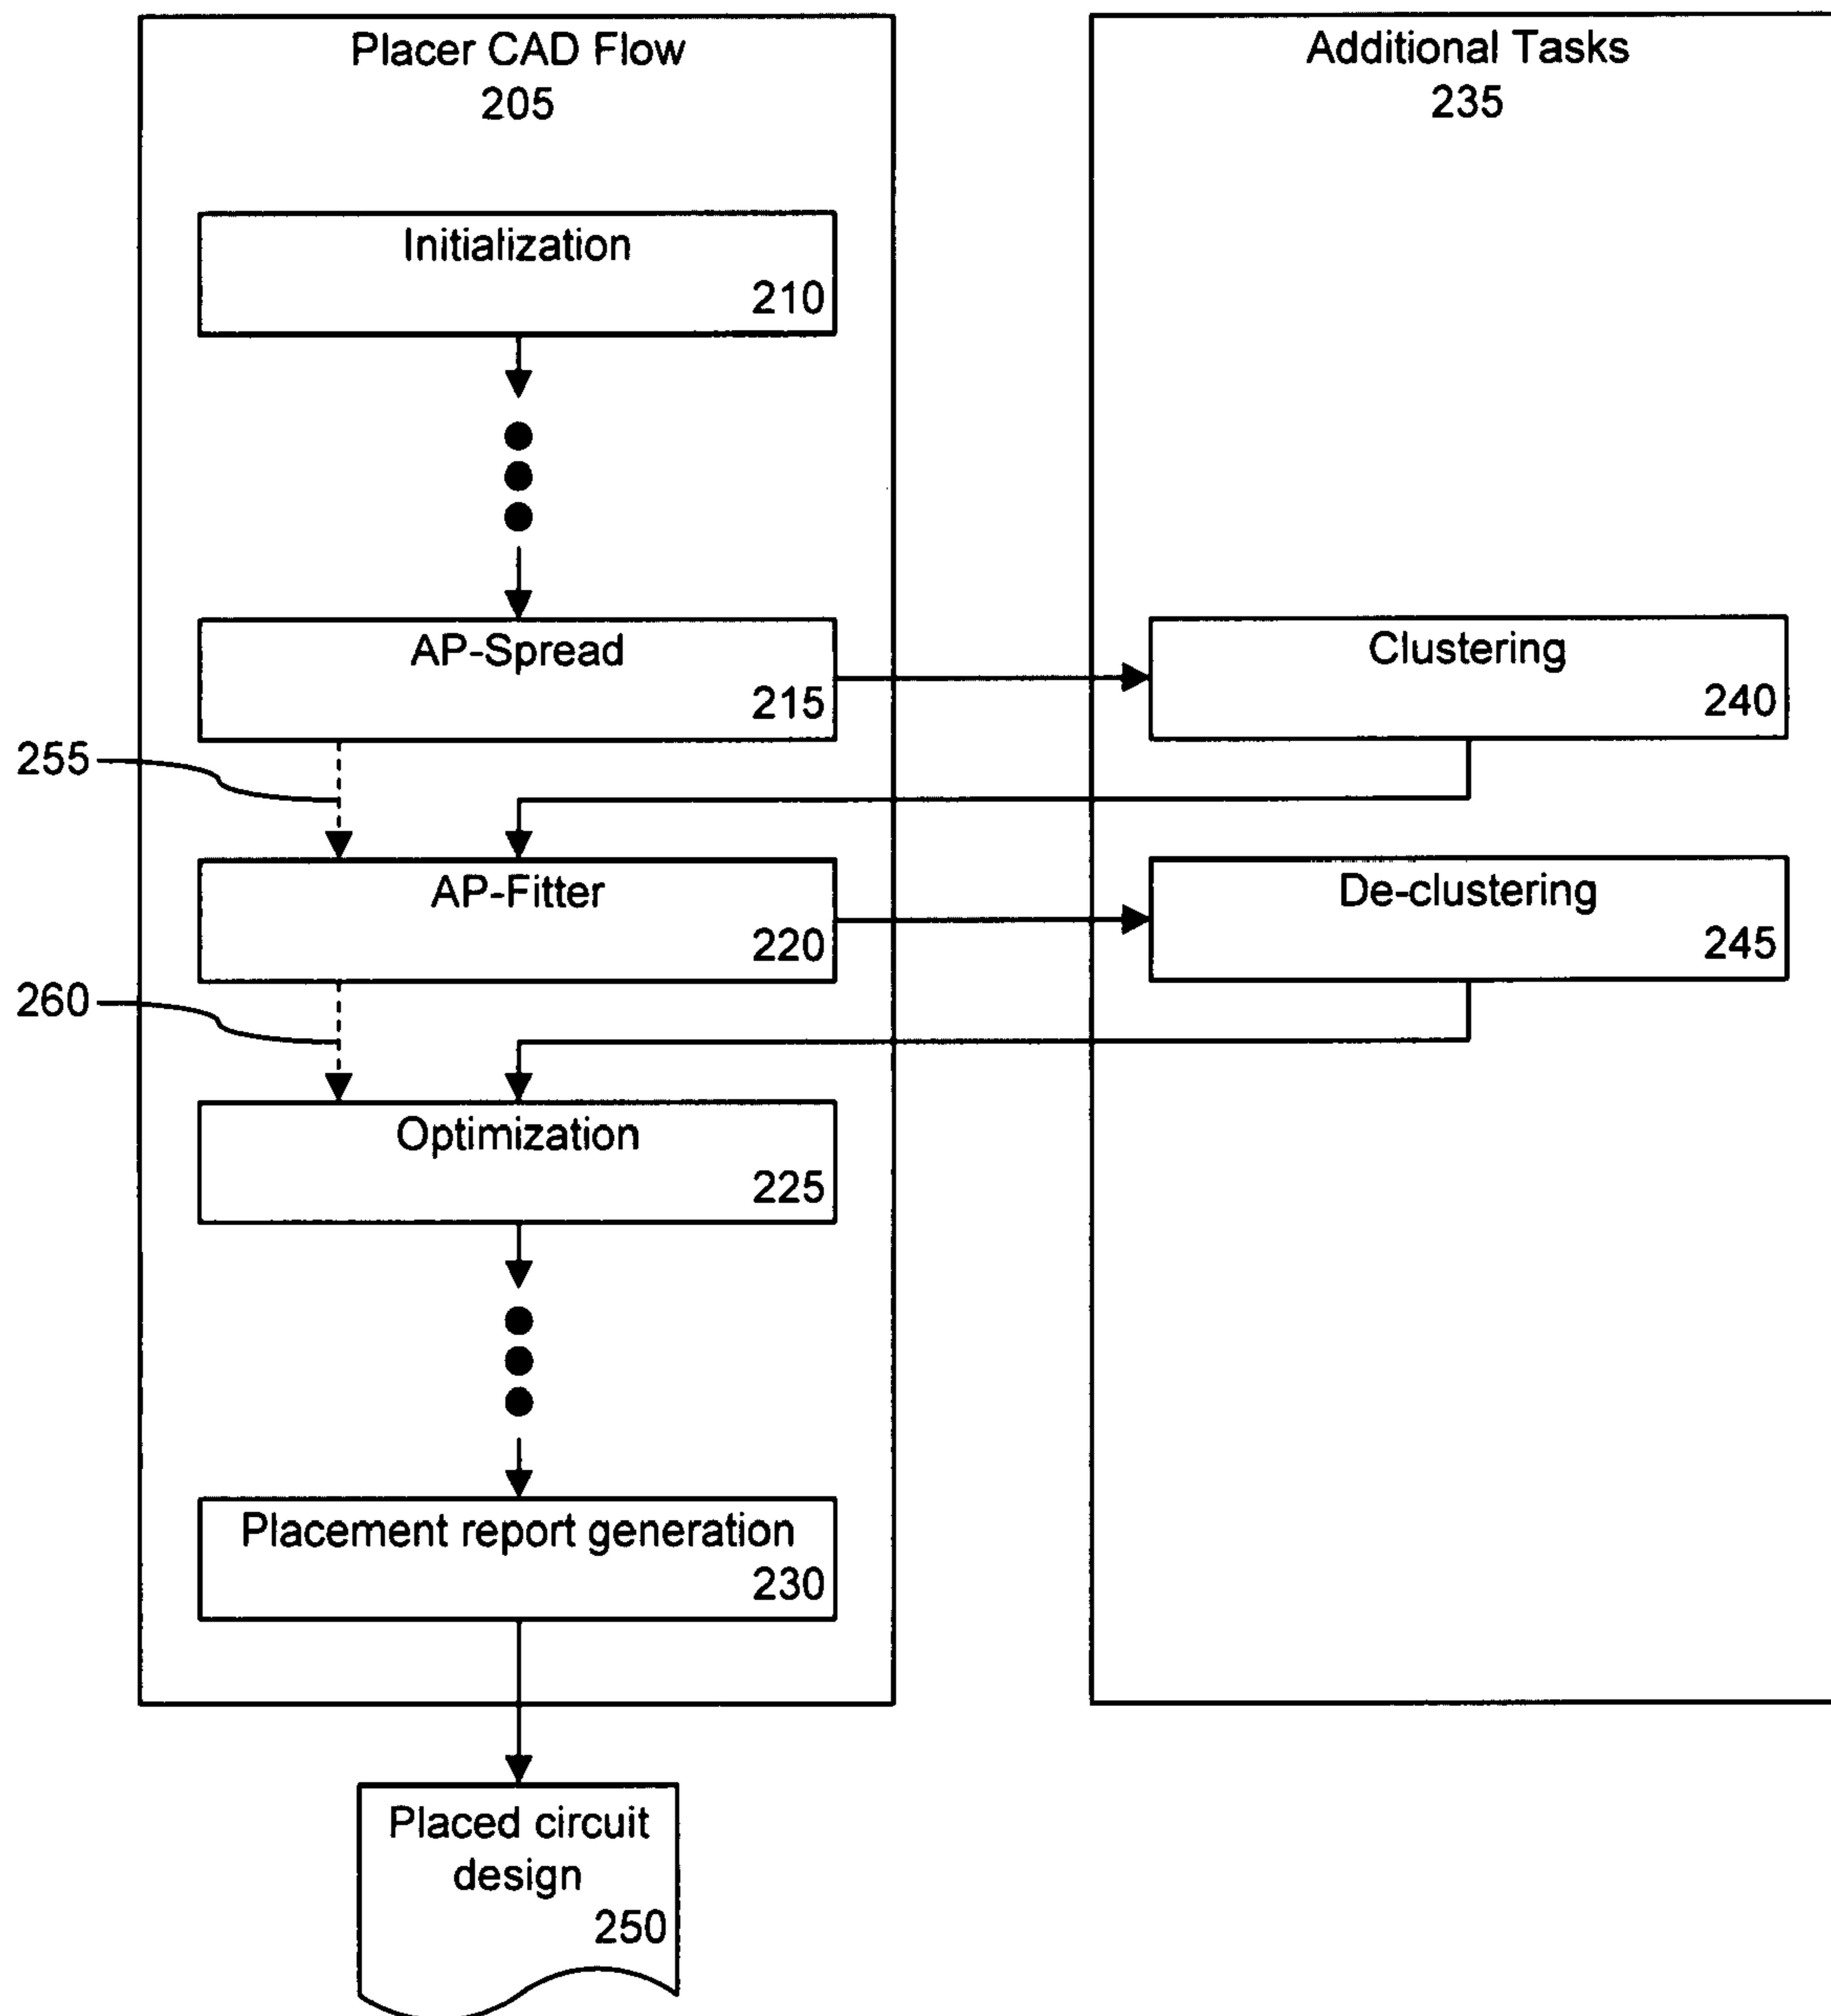 Placer CAD Flow
205
Additional Tasks
235
Initialization
210
AP-Spread
215
Clustering
240
255
AP-Fitter
220
De-clustering
245
260
Optimization
225
Placement report generation
230
Placed circuit
design
250